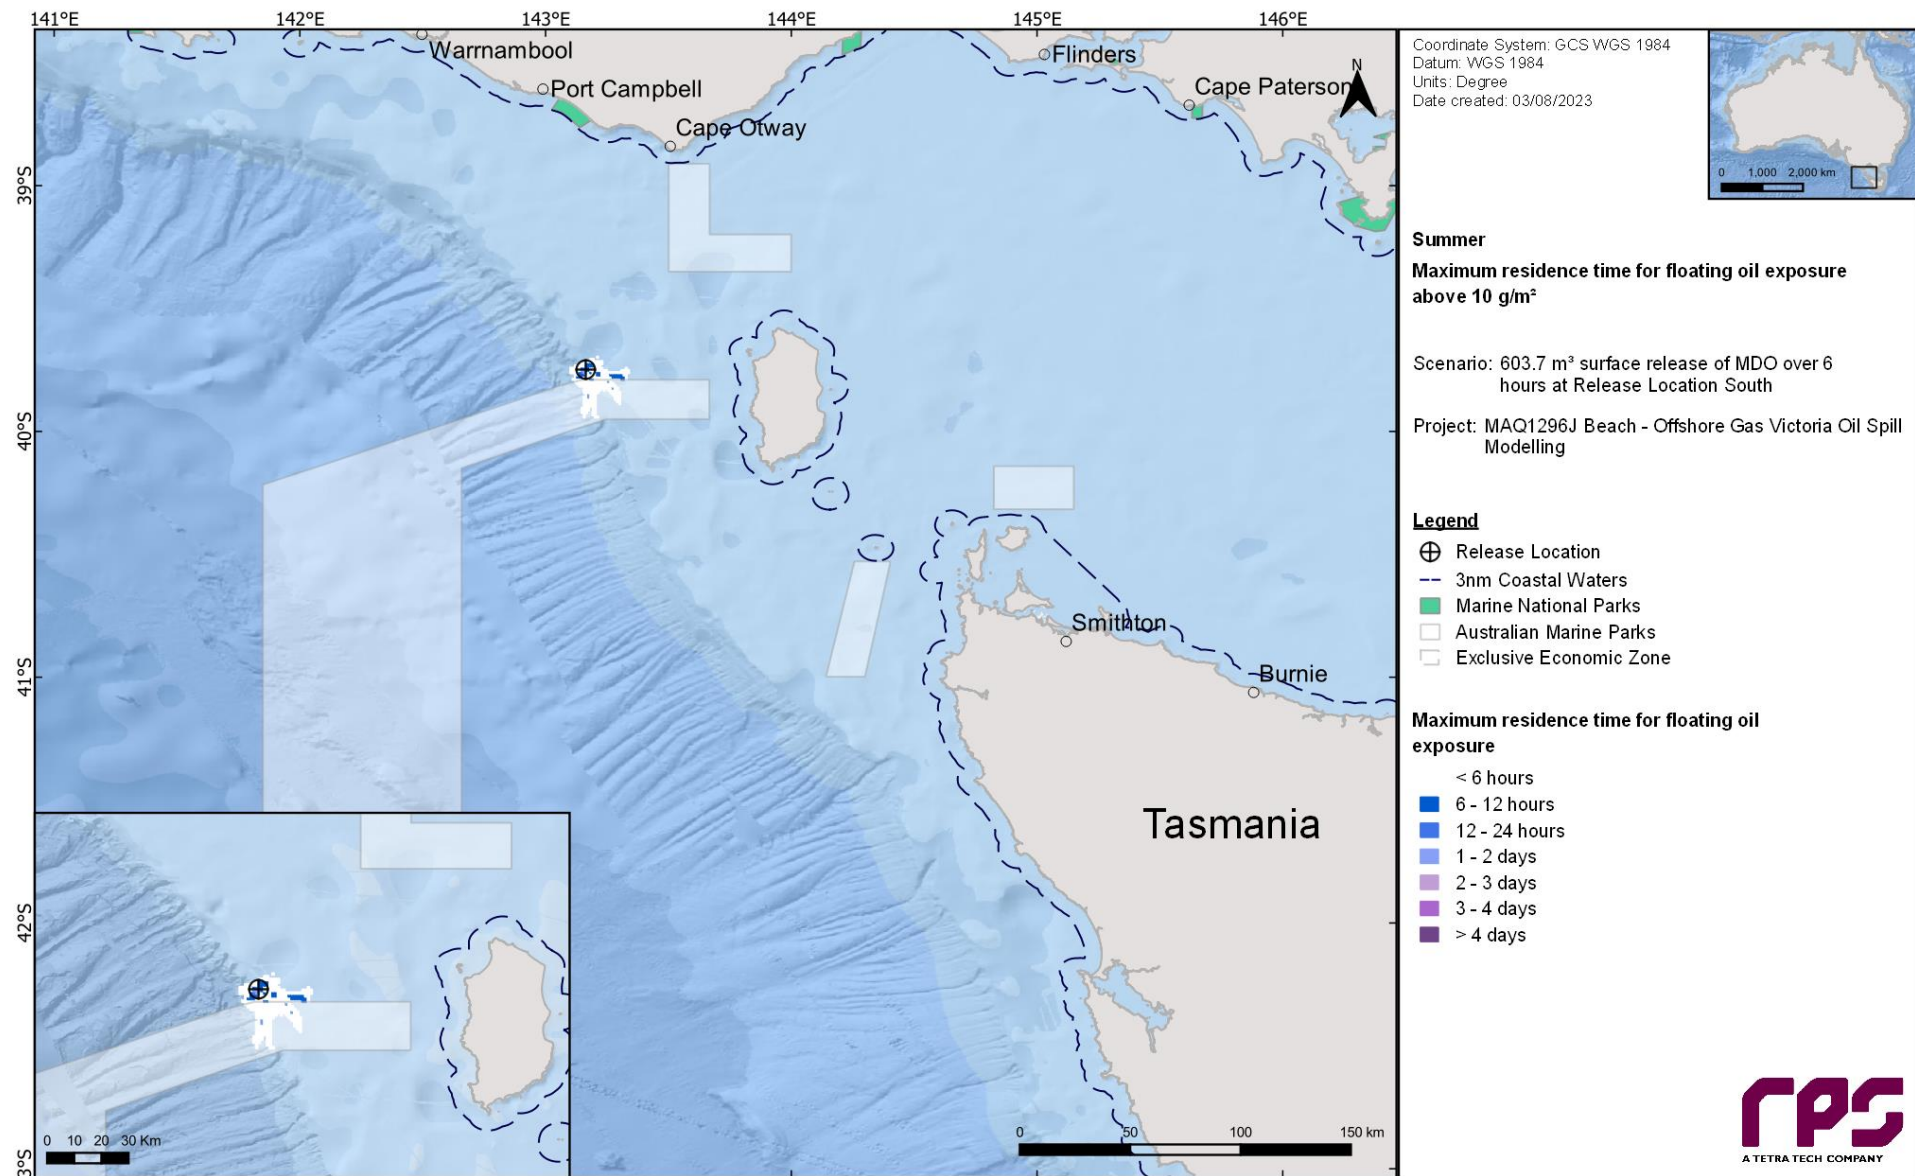 141°E 142°E 143°E 144°E 145°E 146°E
39°S
40°S
41°S
42°S
3°S
Warrnambool
Port Campbell
Cape Otway
Flinders
Cape Paterson
N
Smithton
Burnie
Tasmania
0 10 20 30 Km
0 50 100 150 km
Coordinate System: GCS WGS 1984
Datum: WGS 1984
Units: Degree
Date created: 03/08/2023
0 1,000 2,000 km
Summer
Maximum residence time for floating oil exposure
above 10 g/m²
Scenario: 603.7 m³ surface release of MDO over 6
hours at Release Location South
Project: MAQ1296J Beach - Offshore Gas Victoria Oil Spill
Modelling
Legend
Release Location
3nm Coastal Waters
Marine National Parks
Australian Marine Parks
Exclusive Economic Zone
Maximum residence time for floating oil
exposure
< 6 hours
6 - 12 hours
12 - 24 hours
1 - 2 days
2 - 3 days
3 - 4 days
> 4 days
rps
A TETRA TECH COMPANY